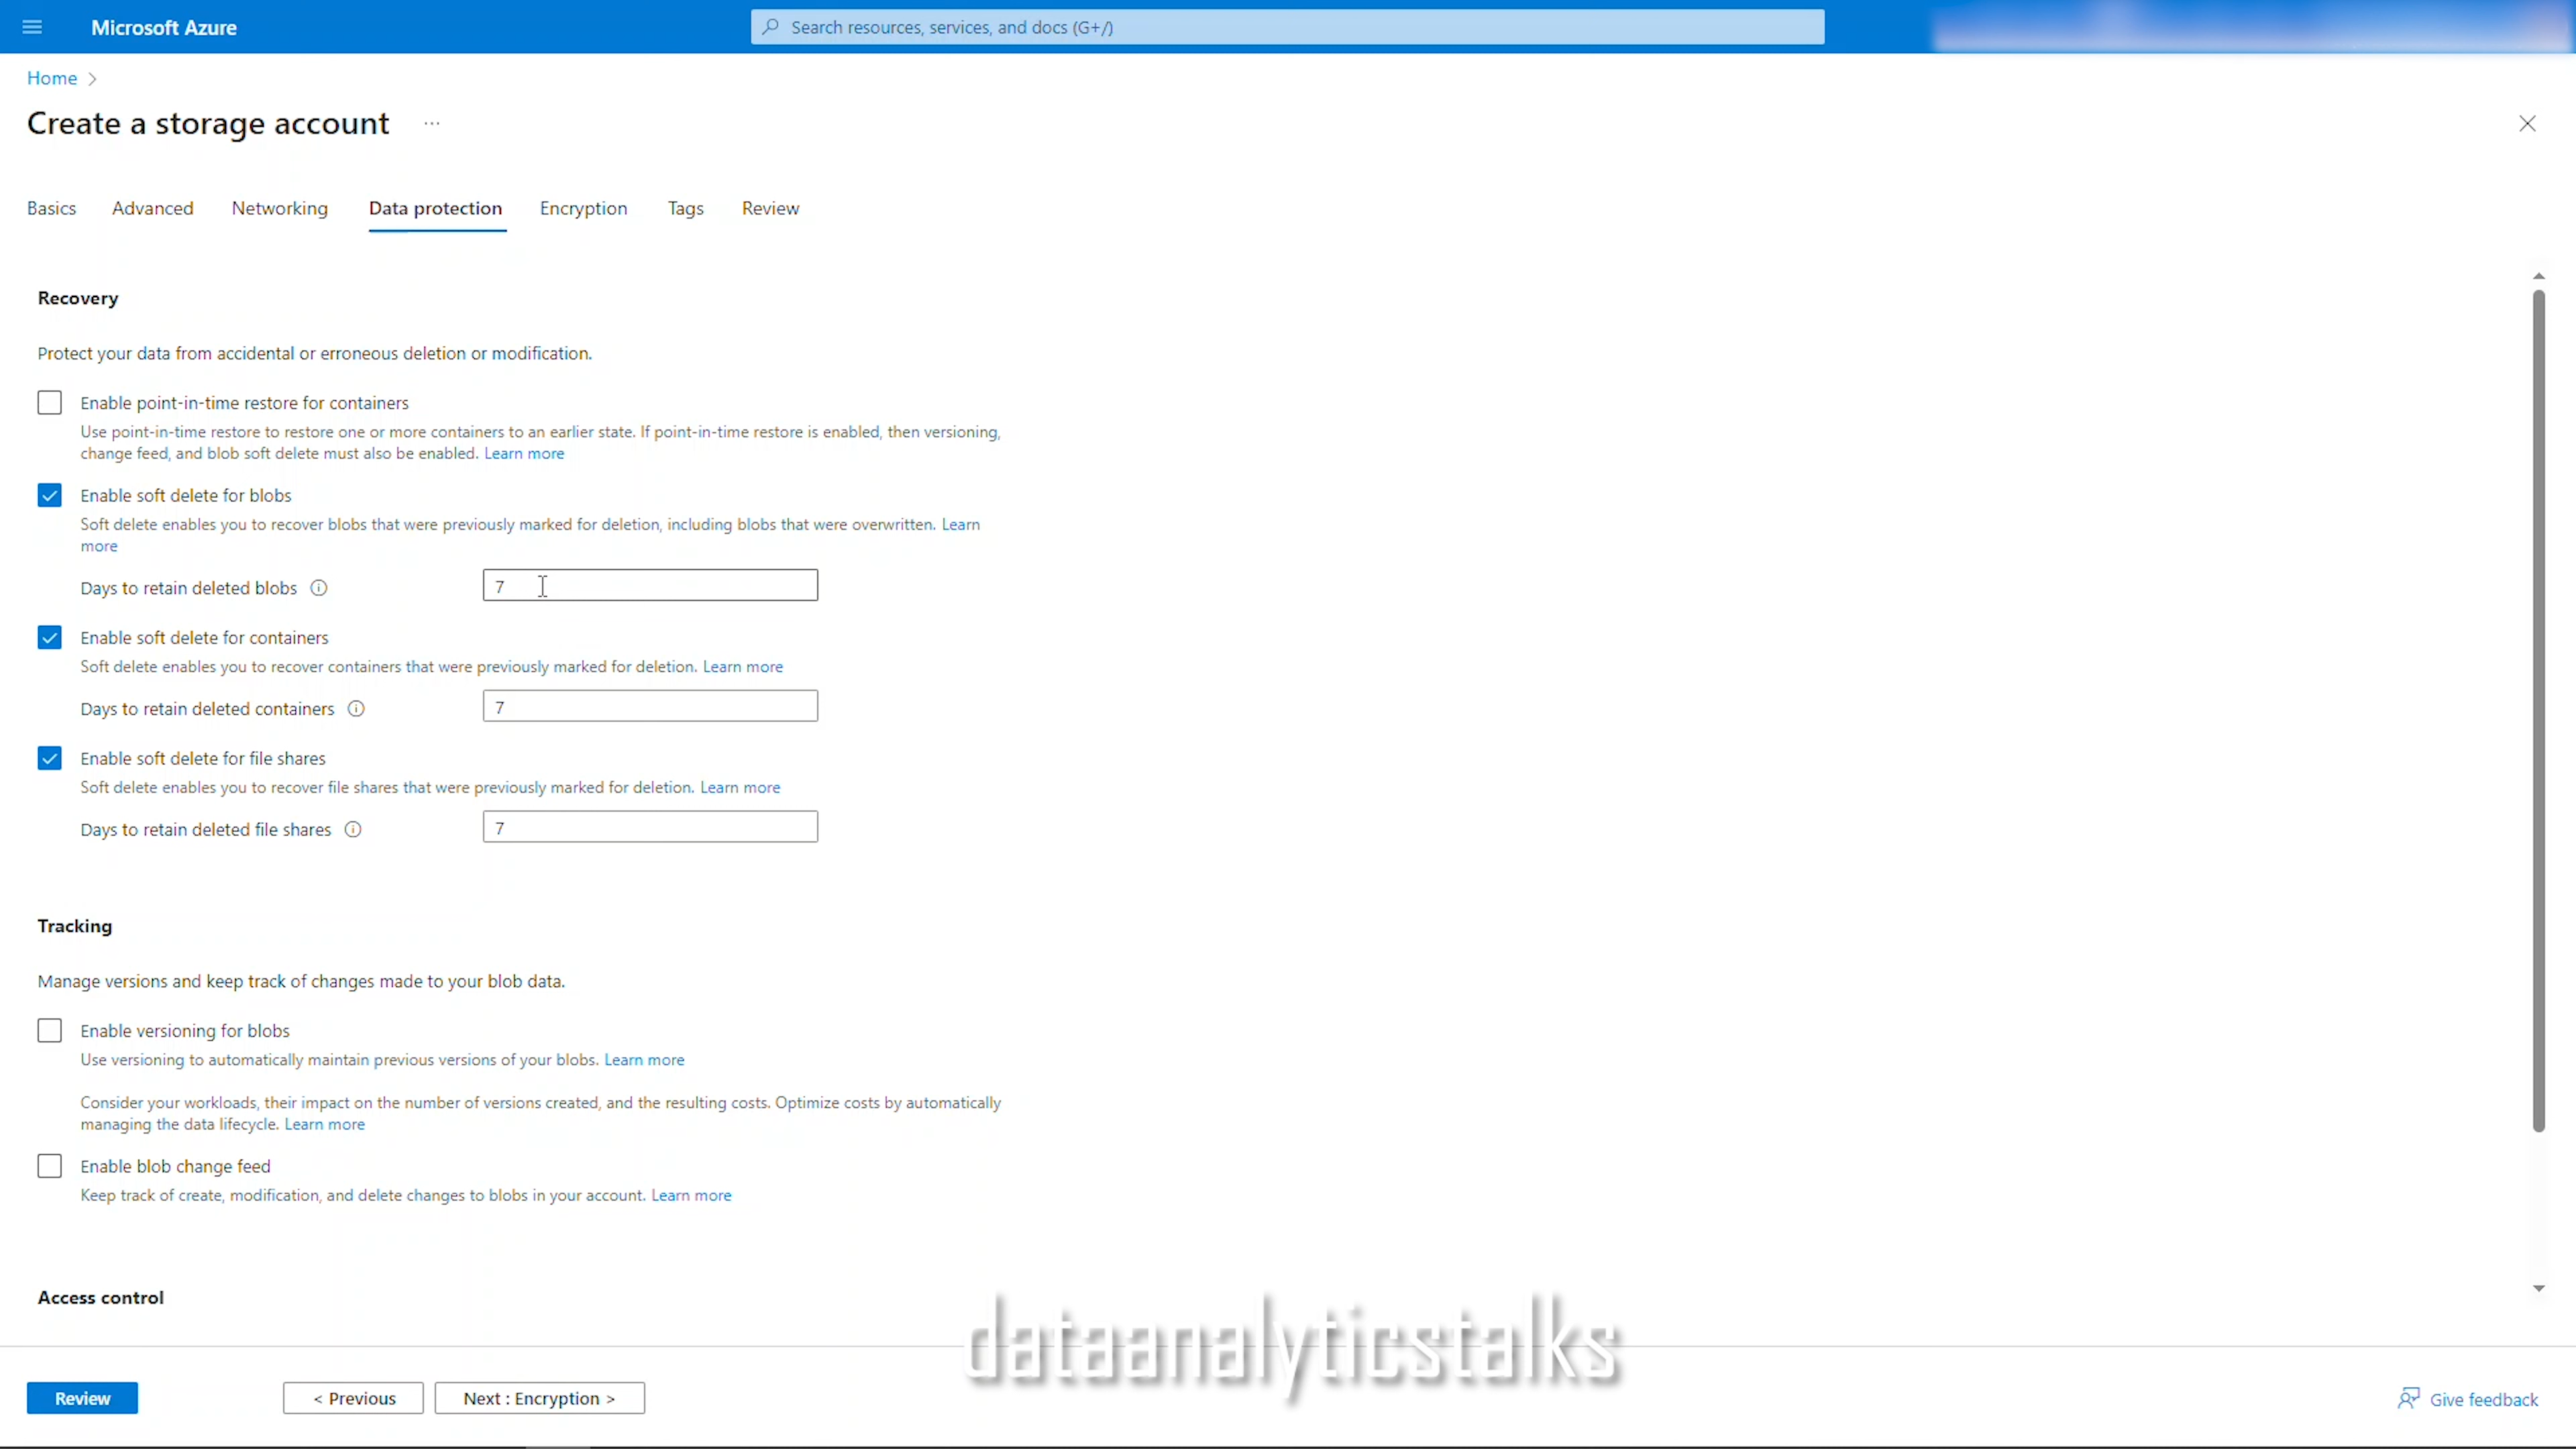 Microsoft Azure
Search resources, services, and docs (G+/)
Home
Create a storage account ...
Basics Advanced Networking Data protection Encryption Tags Review
Recovery
Protect your data from accidental or erroneous deletion or modification.
Enable point-in-time restore for containers
Use point-in-time restore to restore one or more containers to an earlier state. If point-in-time restore is enabled, then versioning,
change feed, and blob soft delete must also be enabled. Learn more
Enable soft delete for blobs
Soft delete enables you to recover blobs that were previously marked for deletion, including blobs that were overwritten. Learn
more
Days to retain deleted blobs 7
Enable soft delete for containers
Soft delete enables you to recover containers that were previously marked for deletion. Learn more
Days to retain deleted containers 7
Enable soft delete for file shares
Soft delete enables you to recover file shares that were previously marked for deletion. Learn more
Days to retain deleted file shares 7
Tracking
Manage versions and keep track of changes made to your blob data.
Enable versioning for blobs
Use versioning to automatically maintain previous versions of your blobs. Learn more
Consider your workloads, their impact on the number of versions created, and the resulting costs. Optimize costs by automatically
managing the data lifecycle. Learn more
Enable blob change feed
Keep track of create, modification, and delete changes to blobs in your account. Learn more
Access control
dataanalyticstalks
Review < Previous Next : Encryption > Give feedback